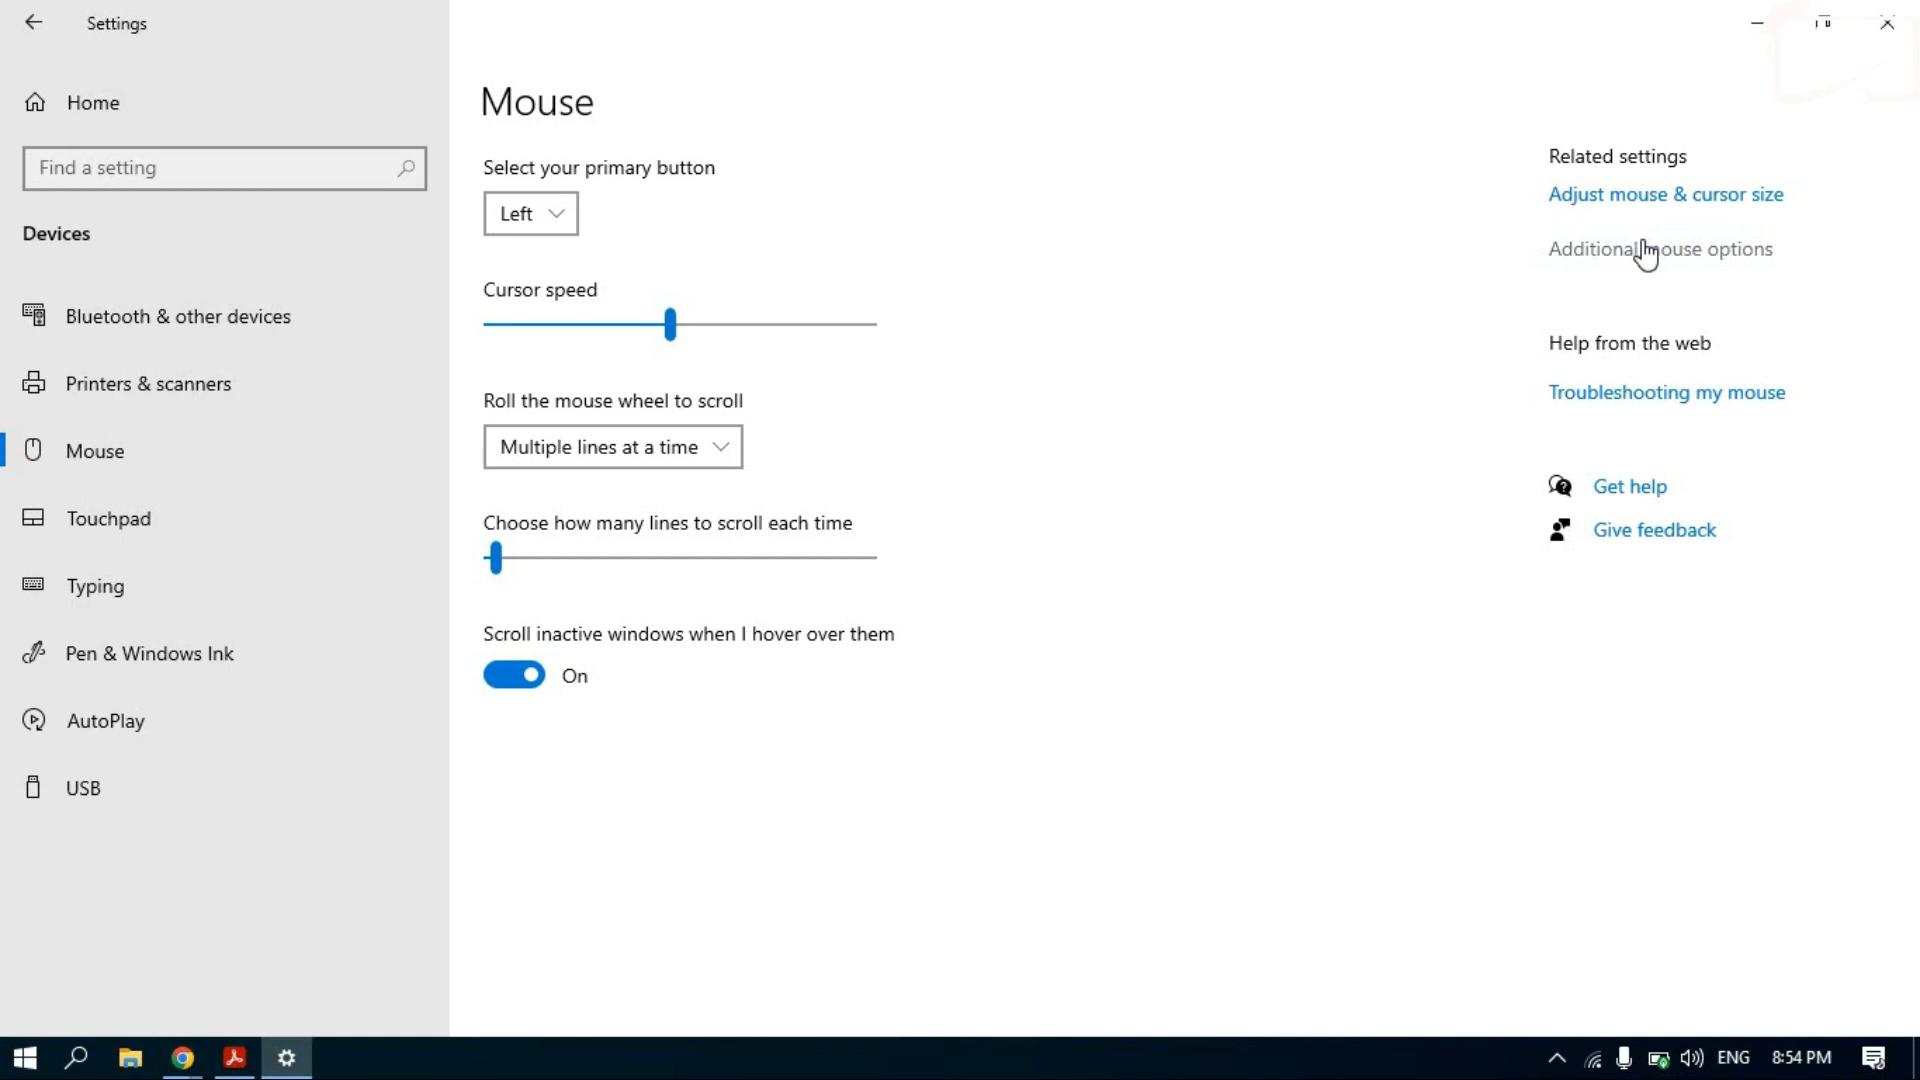 Settings
Home
Find a setting
Devices
Bluetooth & other devices
Printers & scanners
Mouse
Touchpad
Typing
Pen & Windows Ink
AutoPlay
USB
Mouse
Select your primary button
Left
Cursor speed
Roll the mouse wheel to scroll
Multiple lines at a time
Choose how many lines to scroll each time
Scroll inactive windows when I hover over them
On
Related settings
Adjust mouse & cursor size
Additional mouse options
Help from the web
Troubleshooting my mouse
Get help
Give feedback
ENG
8:54 PM